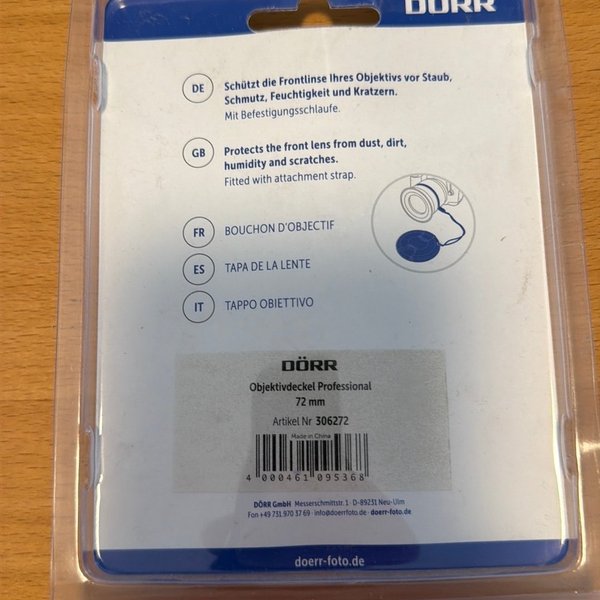 DÖRR
DE
Schützt die Frontlinse Ihres Objektivs vor Staub,
Schmutz, Feuchtigkeit und Kratzern.
Mit Befestigungsschlaufe.
GB
Protects the front lens from dust, dirt,
humidity and scratches.
Fitted with attachment strap.
FR BOUCHON D'OBJECTIF
ES TAPA DE LA LENTE
IT TAPPO OBIETTIVO
DÖRR
Objektivdeckel Professional
72 mm
Artikel Nr 306272
Made in China
4 000461 095368
DÖRR GmbH Messerschmittstr. 1 · D-89231 Neu-Ulm
Fon +49 731 970 37 69 · info@doerrfoto.de · doerr-foto.de
doerr-foto.de